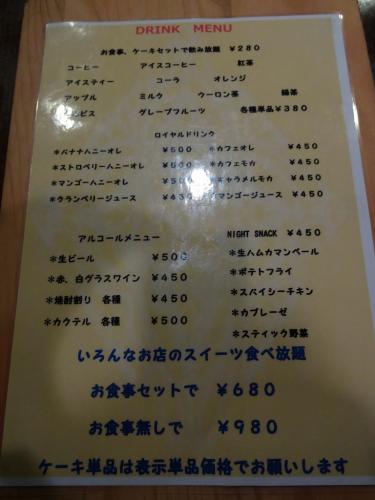 DRINK MENU
お食事、ケーキセットで飲み放題 ￥280
コーヒー アイスコーヒー 紅茶
アイスティー コーラ オレンジ
アップル ミルク ウーロン茶 緑茶
グレープフルーツ 各種単品￥380
ロイヤルドリンク
＊バナナハニーオレ ￥500 ＊カフェオレ ￥450
＊ストロベリーハニーオレ ￥500 ＊カフェモカ ￥450
＊マンゴーハニーオレ ￥500 ＊キャラメルモカ ￥450
＊クランベリージュース ￥430 ＊マンゴージュース ￥450
アルコールメニュー NIGHT SNACK ￥450
＊生ビール ￥500 ＊生ハムカマンベール
＊赤、白グラスワイン ￥450 ＊ポテトフライ
＊焼酎割り 各種 ￥450 ＊スパイシーチキン
＊カクテル 各種 ￥500 ＊カプレーゼ
＊スティック野菜
いろんなお店のスイーツ食べ放題
お食事セットで ￥680
お食事無しで ￥980
ケーキ単品は表示単品価格でお願いします